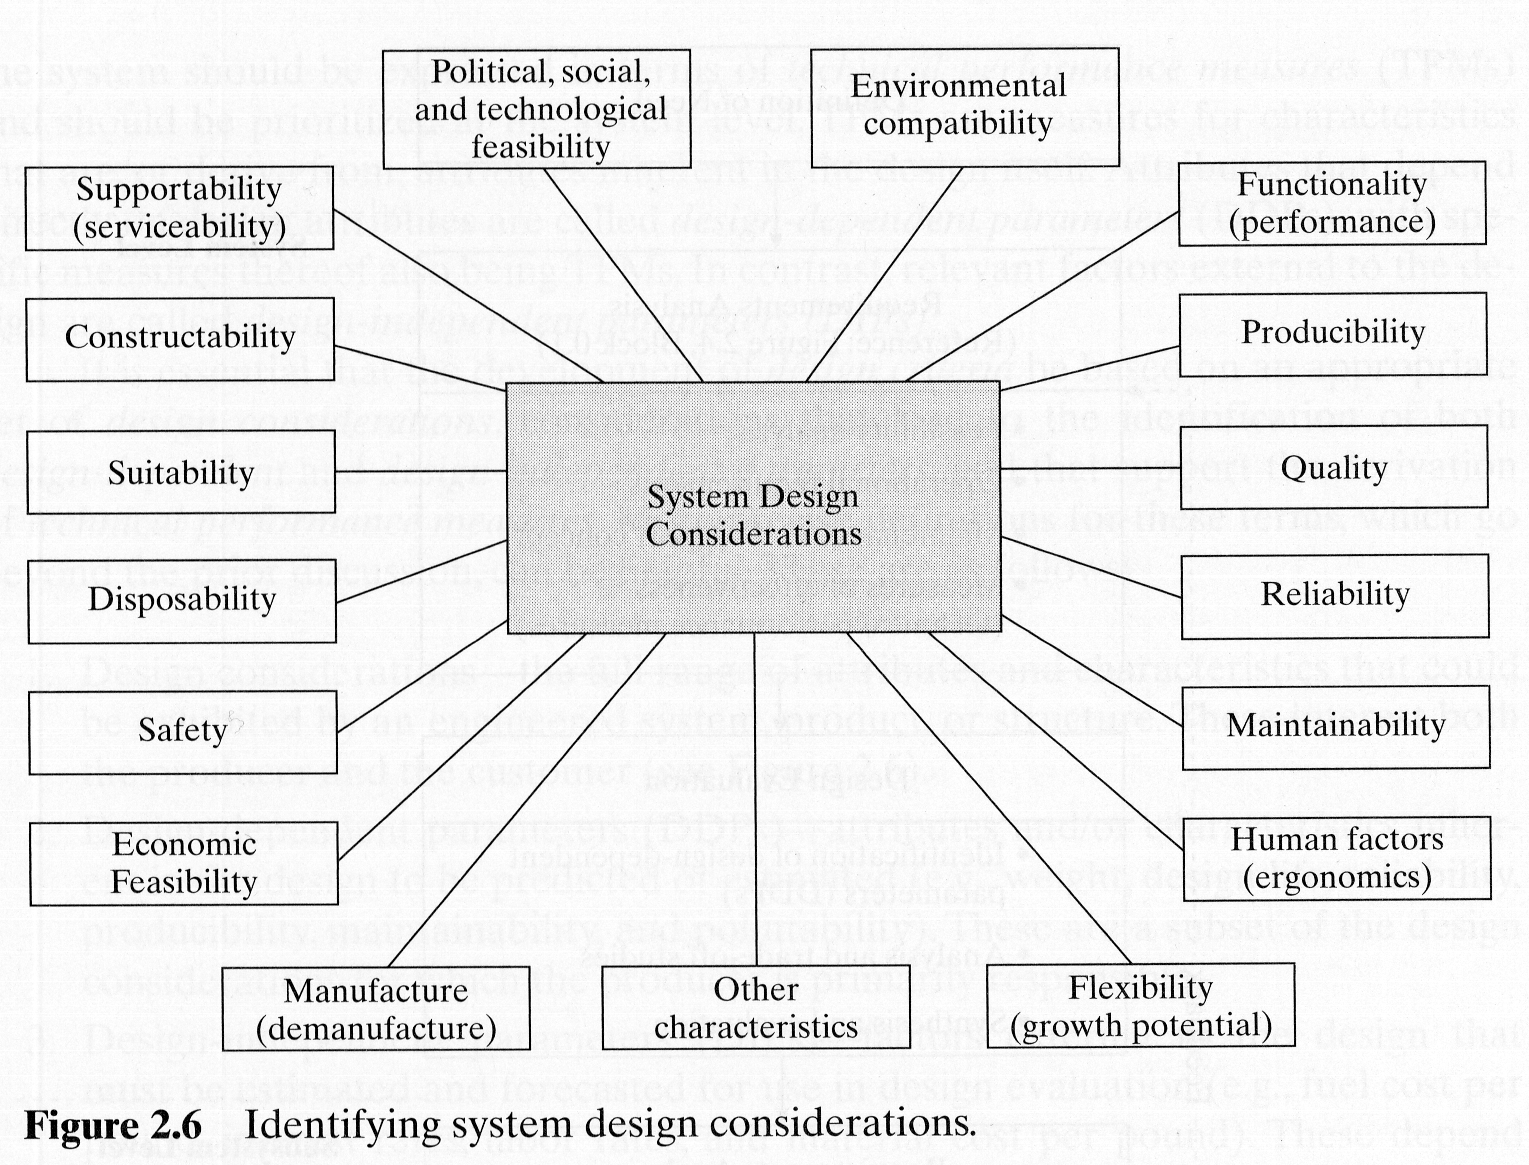 Political, social,
and technological
feasibility
Environmental
compatibility
Supportability
(serviceability)
Functionality
(performance)
Constructability
Producibility
Suitability
Quality
System Design
Considerations
Disposability
Reliability
Safety
Maintainability
Economic
Feasibility
Human factors
(ergonomics)
Manufacture
(demanufacture)
Other
characteristics
Flexibility
(growth potential)
Figure 2.6 Identifying system design considerations.